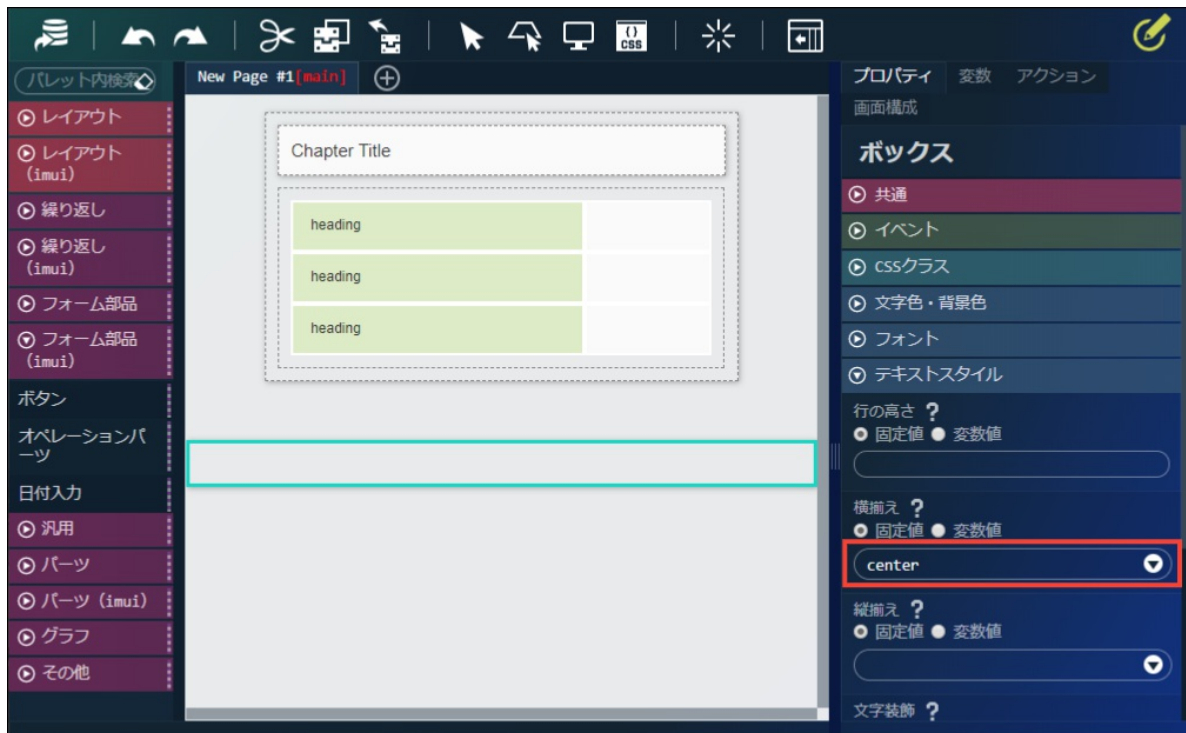 {}
CSS
パレット内検索
レイアウト
レイアウト
(imui)
繰り返し
繰り返し
(imui)
フォーム部品
フォーム部品
(imui)
ボタン
オペレーションパ
ーツ
日付入力
汎用
パーツ
パーツ (imui)
グラフ
その他
New Page #1[main]
Chapter Title
heading
heading
heading
プロパティ 変数 アクション
画面構成
ボックス
共通
イベント
CSSクラス
文字色・背景色
フォント
テキストスタイル
行の高さ ?
固定値 変数値
横揃え ?
固定値 変数値
center
縦揃え ?
固定値 変数値
文字装飾 ?